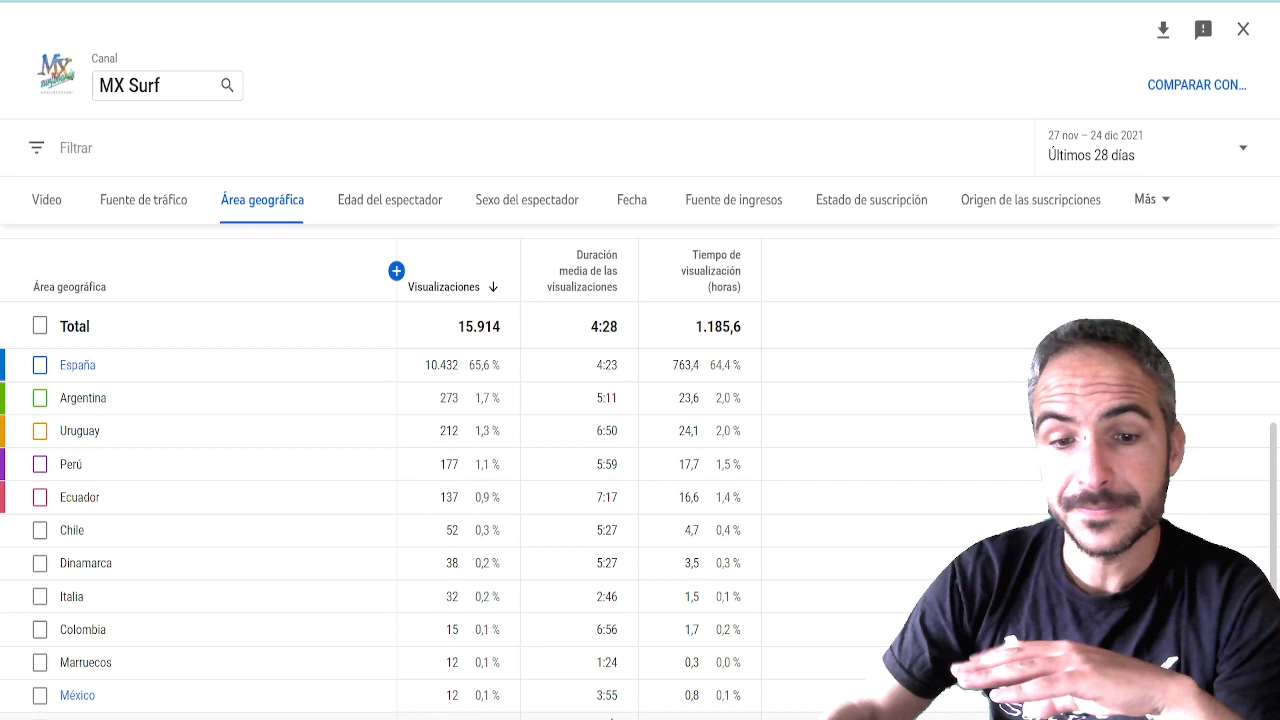 Canal
MX
MX Surf
COMPARAR CON...
Filtrar
27 nov – 24 dic 2021
Últimos 28 días
Vídeo Fuente de tráfico Área geográfica Edad del espectador Sexo del espectador Fecha Fuente de ingresos Estado de suscripción Origen de las suscripciones Más
Área geográfica
Visualizaciones
Duración
media de las
visualizaciones
Tiempo de
visualización
(horas)
Total 15.914 4:28 1.185,6
España 10.432 65,6 % 4:23 763,4 64,4 %
Argentina 273 1,7 % 5:11 23,6 2,0 %
Uruguay 212 1,3 % 6:50 24,1 2,0 %
Perú 177 1,1 % 5:59 17,7 1,5 %
Ecuador 137 0,9 % 7:17 16,6 1,4 %
Chile 52 0,3 % 5:27 4,7 0,4 %
Dinamarca 38 0,2 % 5:27 3,5 0,3 %
Italia 32 0,2 % 2:46 1,5 0,1 %
Colombia 15 0,1 % 6:56 1,7 0,2 %
Marruecos 12 0,1 % 1:24 0,3 0,0 %
México 12 0,1 % 3:55 0,8 0,1 %